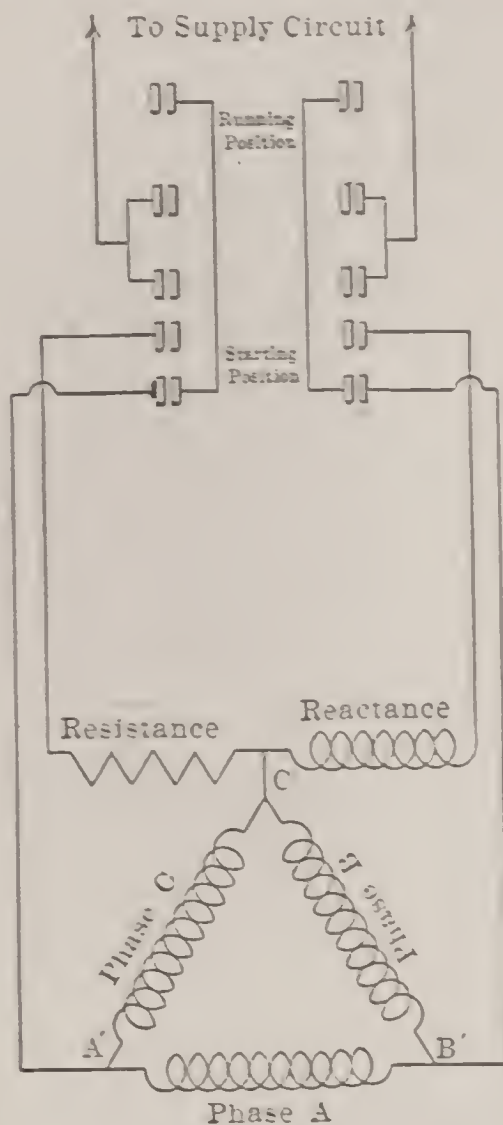 To Supply Circuit
Running
Position
Starting
Position
Resistance
Reactance
C
Phase C
Phase B
A'
B'
Phase A